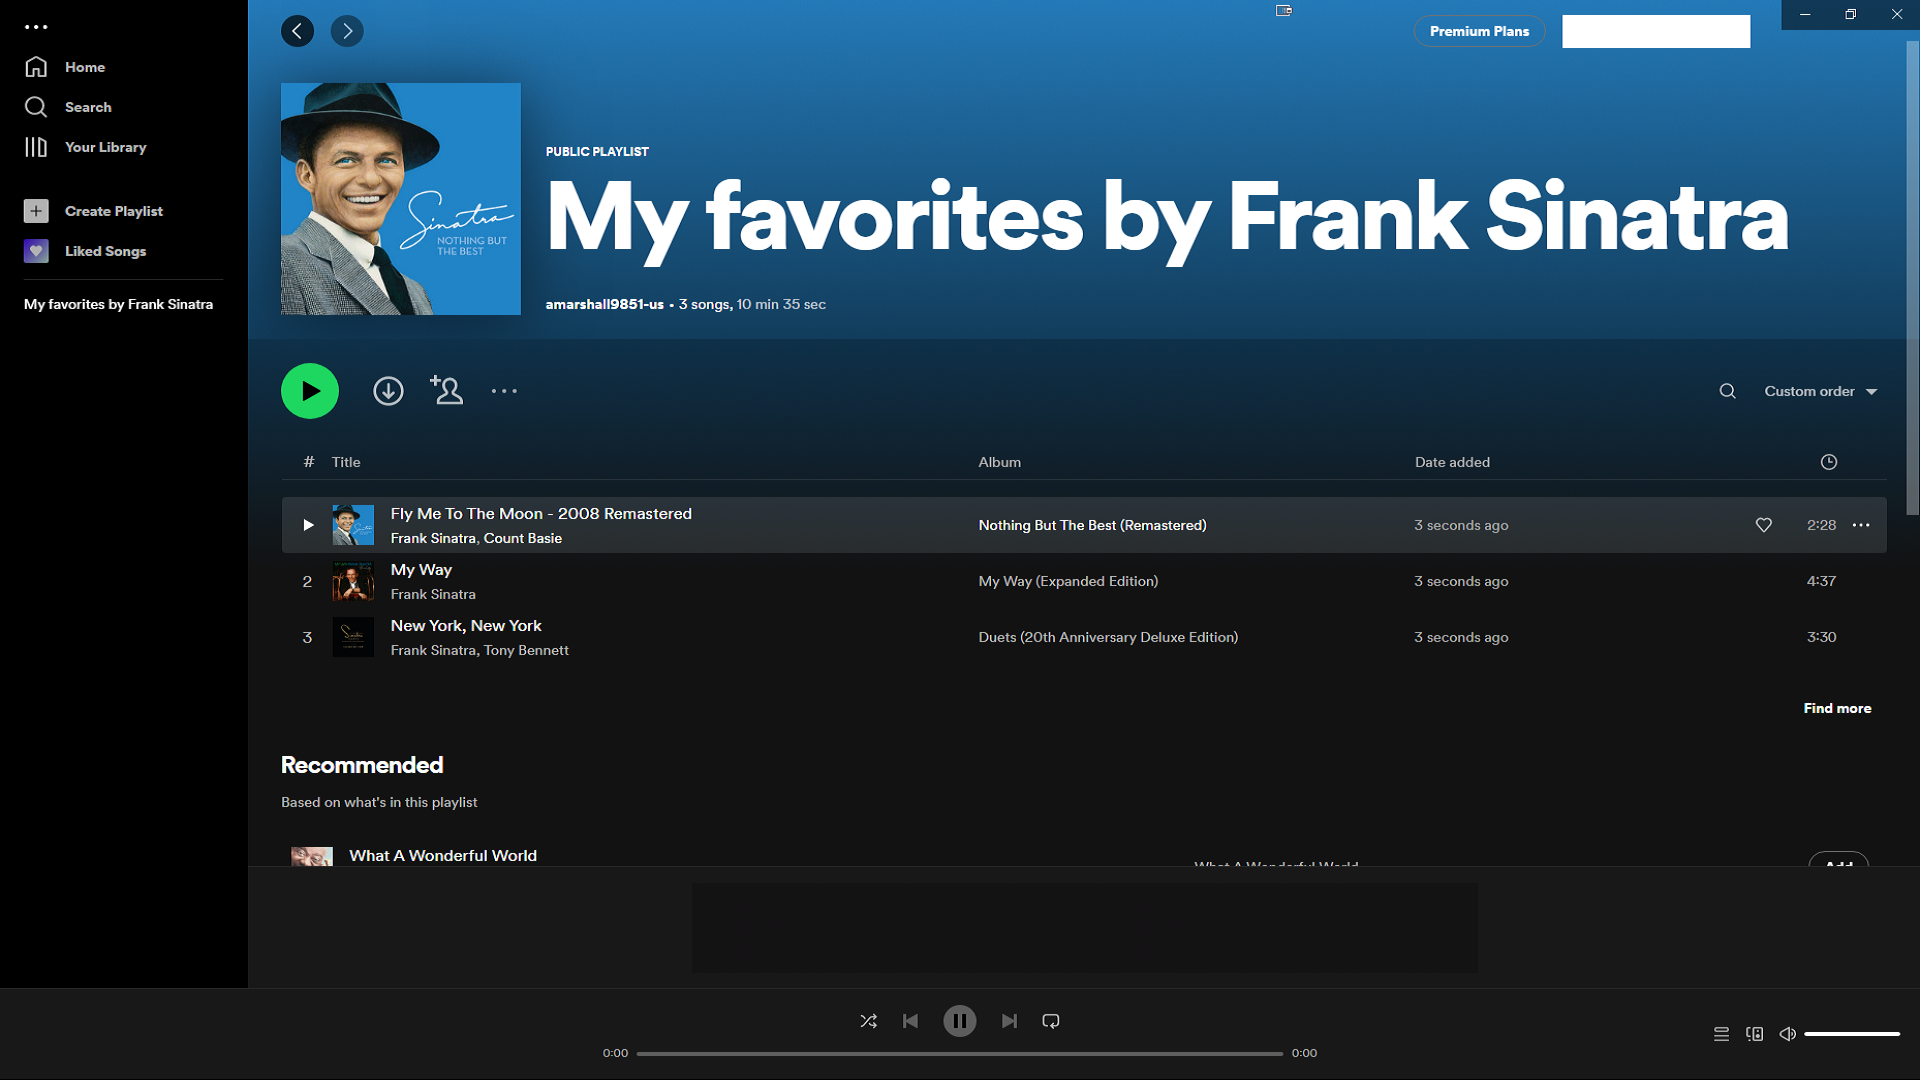 Home
Search
Your Library
Create Playlist
Liked Songs
My favorites by Frank Sinatra
Premium Plans
Sinatra
NOTHING BUT
THE BEST
PUBLIC PLAYLIST
My favorites by Frank Sinatra
amarshall9851-us • 3 songs, 10 min 35 sec
Custom order
# Title Album Date added
Fly Me To The Moon - 2008 Remastered
Frank Sinatra, Count Basie
Nothing But The Best (Remastered) 3 seconds ago 2:28
2 My Way
Frank Sinatra
My Way (Expanded Edition) 3 seconds ago 4:37
3 New York, New York
Frank Sinatra, Tony Bennett
Duets (20th Anniversary Deluxe Edition) 3 seconds ago 3:30
Find more
Recommended
Based on what's in this playlist
What A Wonderful World
What A Wonderful World
Add
0:00 0:00